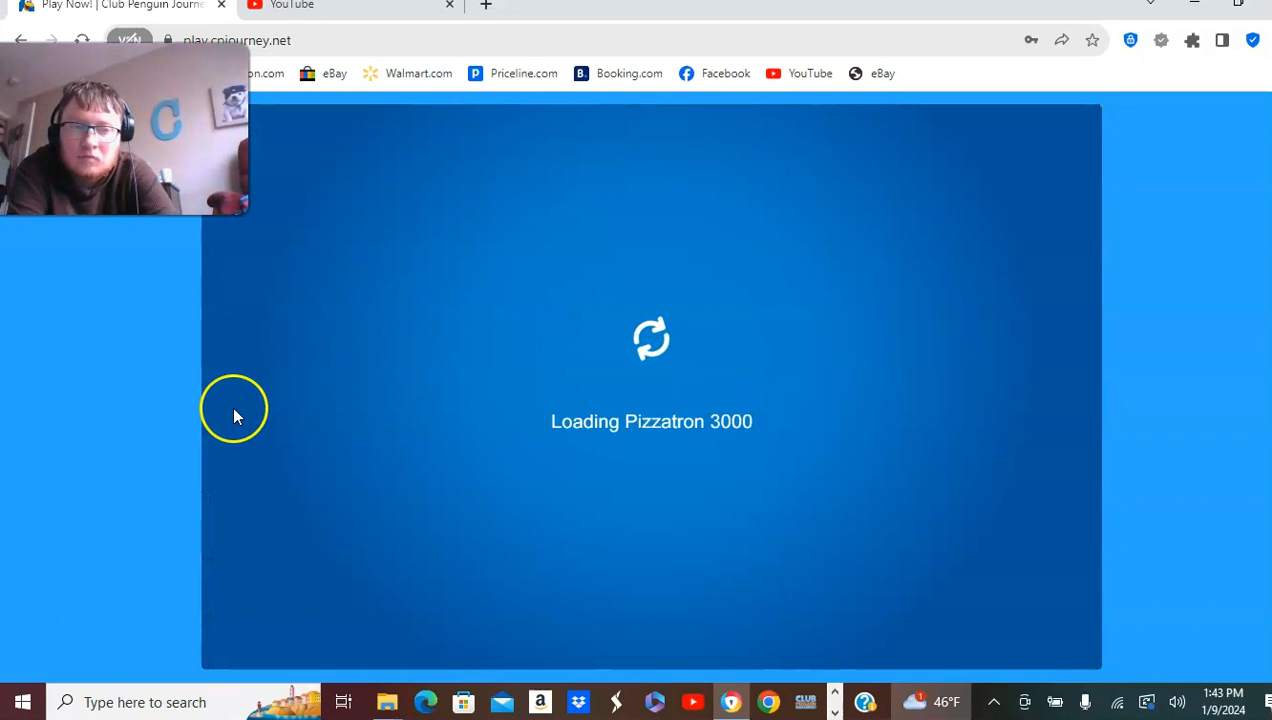 Play Now! | Club Penguin Journe
YouTube
VPN
play.cpjourney.net
on.com
eBay
Walmart.com
Priceline.com
Booking.com
Facebook
YouTube
eBay
C
Loading Pizzatron 3000
Type here to search
46°F
1:43 PM
1/9/2024